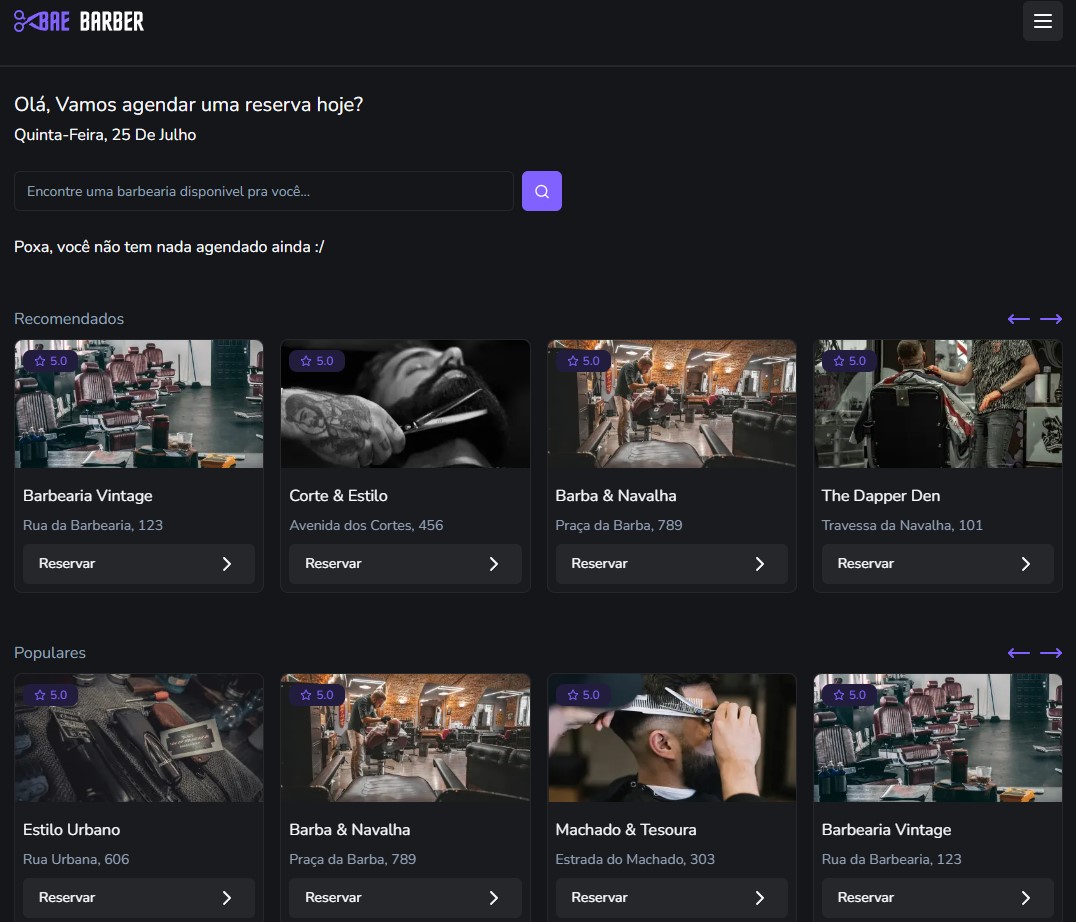 BAE BARBER
Olá, Vamos agendar uma reserva hoje?
Quinta-Feira, 25 De Julho
Encontre uma barbearia disponivel pra você...
Poxa, você não tem nada agendado ainda :/
Recomendados
5.0 5.0 5.0 5.0
Barbearia Vintage Corte & Estilo Barba & Navalha The Dapper Den
Rua da Barbearia, 123 Avenida dos Cortes, 456 Praça da Barba, 789 Travessa da Navalha, 101
Reservar Reservar Reservar Reservar
Populares
5.0 5.0 5.0 5.0
Estilo Urbano Barba & Navalha Machado & Tesoura Barbearia Vintage
Rua Urbana, 606 Praça da Barba, 789 Estrada do Machado, 303 Rua da Barbearia, 123
Reservar Reservar Reservar Reservar